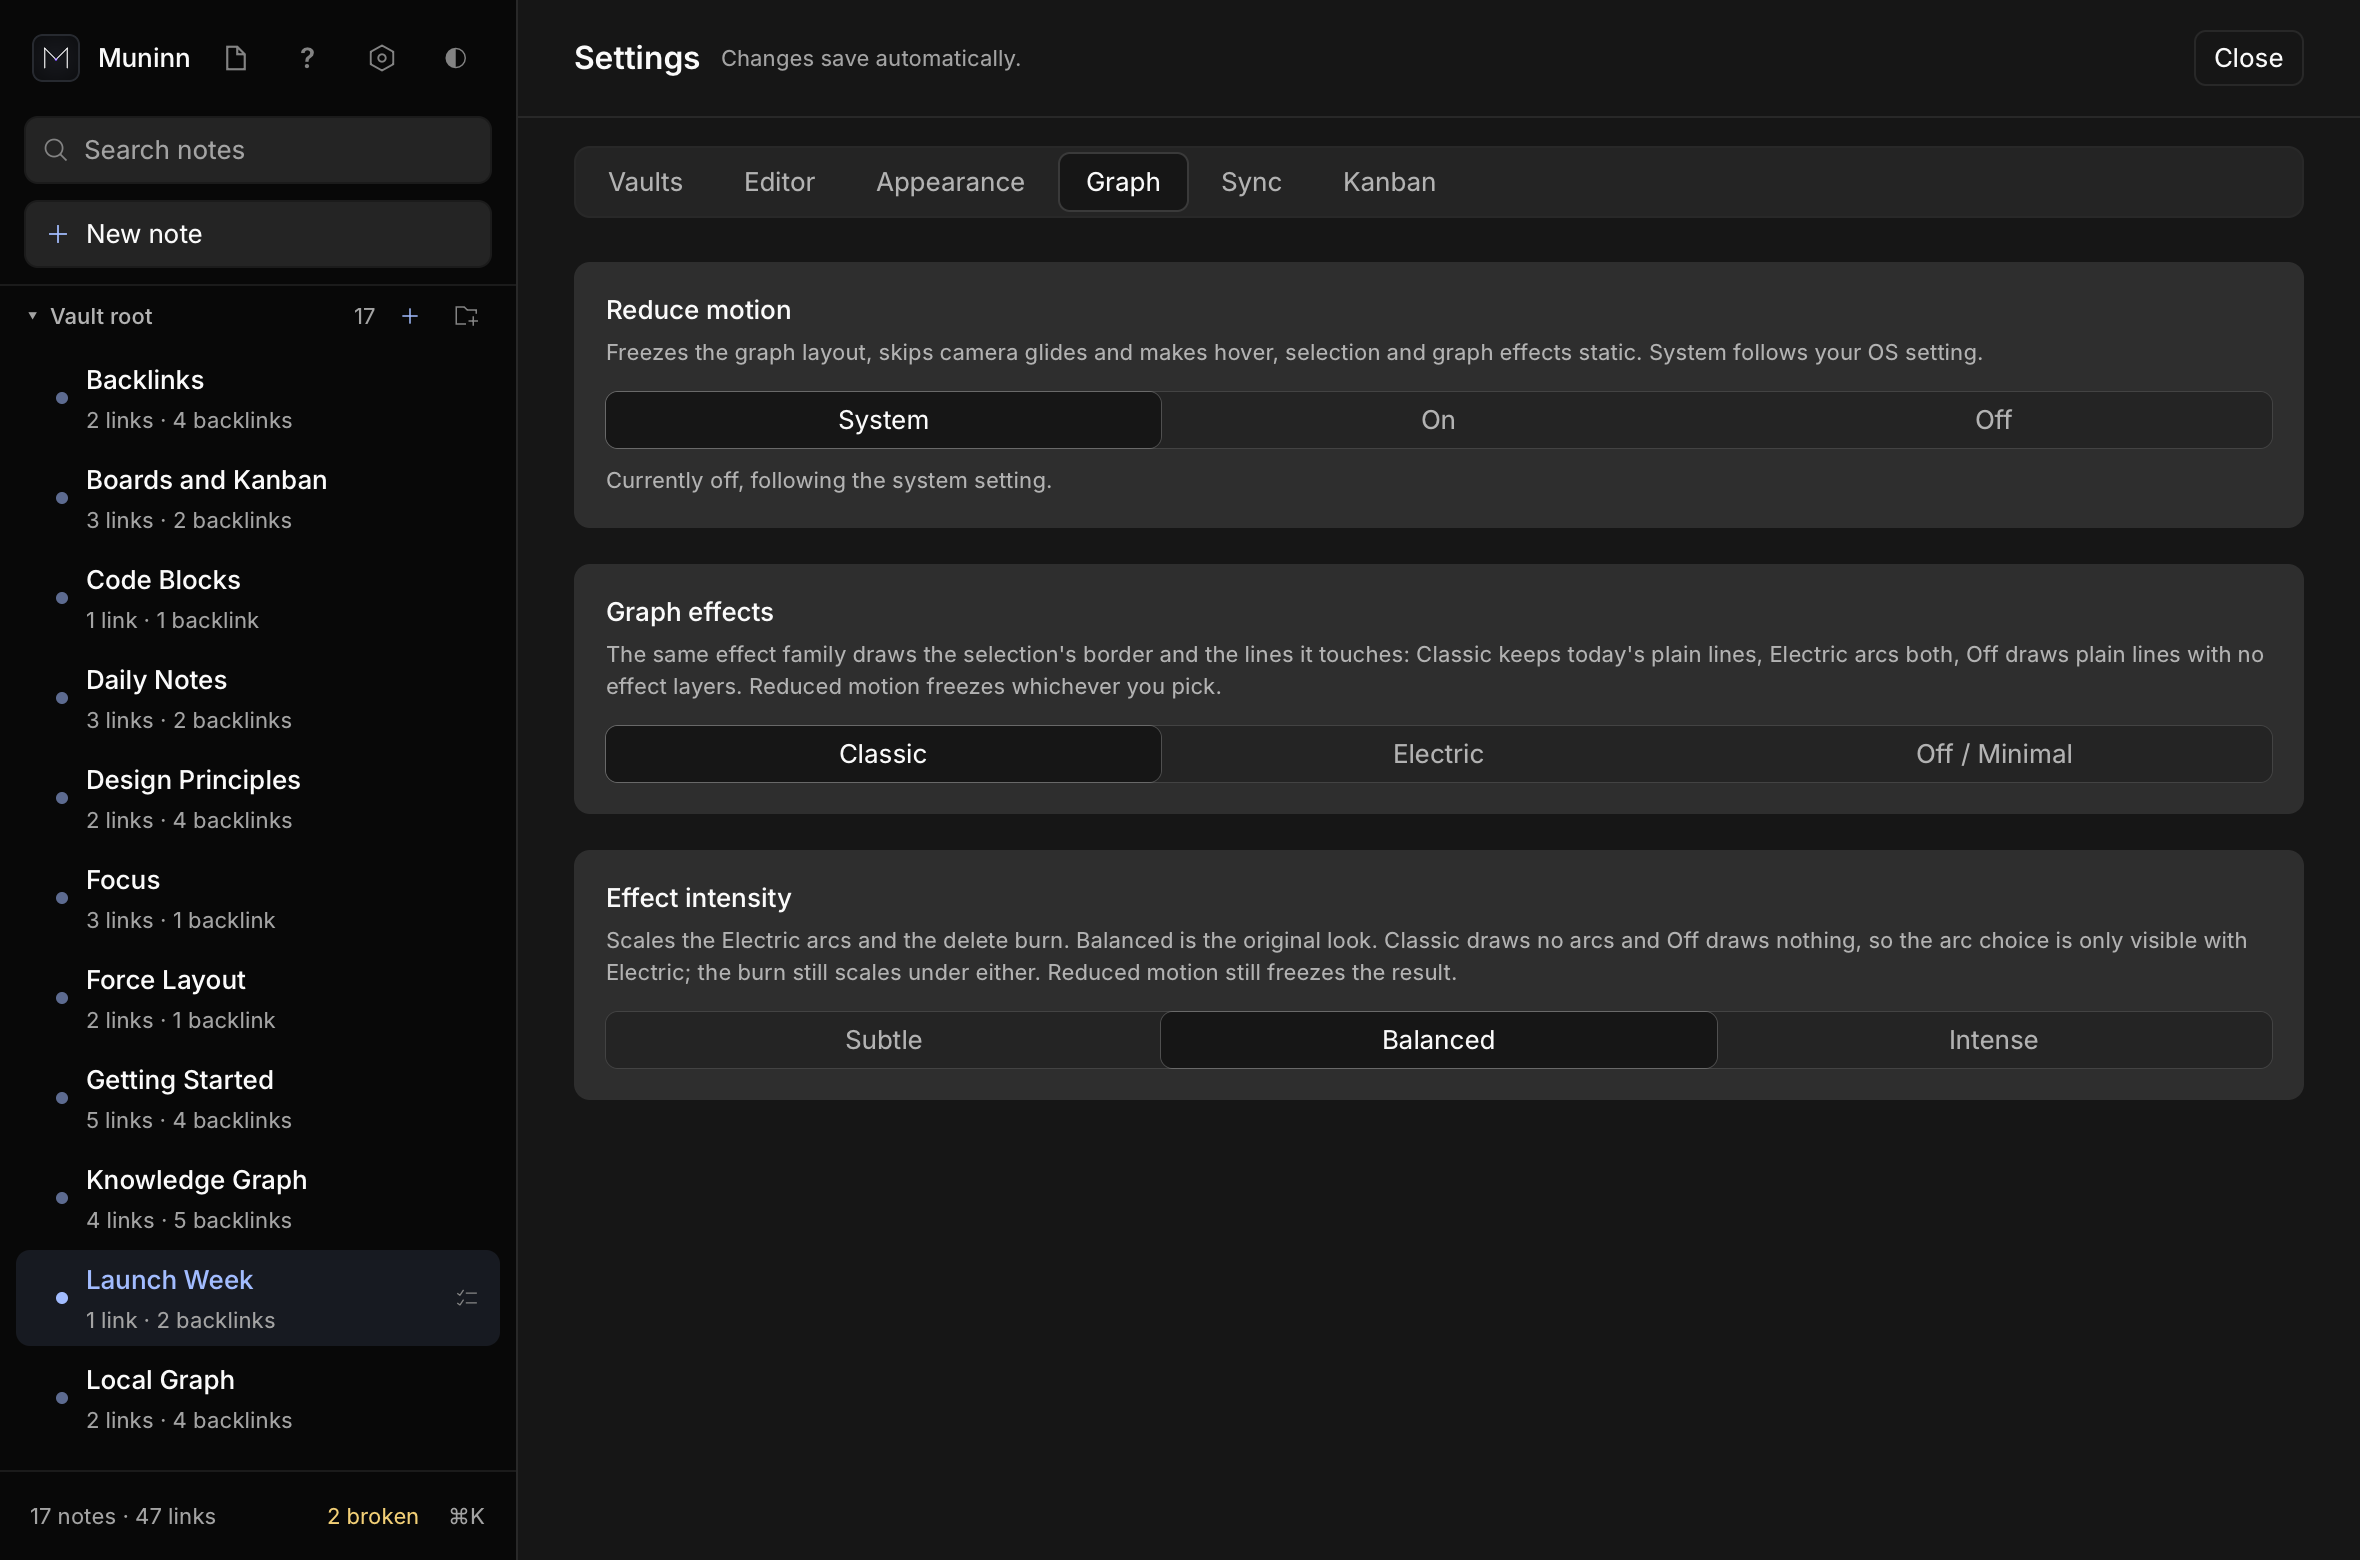 Muninn
?
Search notes
New note
Vault root 17
Backlinks
2 links · 4 backlinks
Boards and Kanban
3 links · 2 backlinks
Code Blocks
1 link · 1 backlink
Daily Notes
3 links · 2 backlinks
Design Principles
2 links · 4 backlinks
Focus
3 links · 1 backlink
Force Layout
2 links · 1 backlink
Getting Started
5 links · 4 backlinks
Knowledge Graph
4 links · 5 backlinks
Launch Week
1 link · 2 backlinks
Local Graph
2 links · 4 backlinks
17 notes · 47 links 2 broken ⌘K
Settings Changes save automatically. Close
Vaults Editor Appearance Graph Sync Kanban
Reduce motion
Freezes the graph layout, skips camera glides and makes hover, selection and graph effects static. System follows your OS setting.
System On Off
Currently off, following the system setting.
Graph effects
The same effect family draws the selection's border and the lines it touches: Classic keeps today's plain lines, Electric arcs both, Off draws plain lines with no
effect layers. Reduced motion freezes whichever you pick.
Classic Electric Off / Minimal
Effect intensity
Scales the Electric arcs and the delete burn. Balanced is the original look. Classic draws no arcs and Off draws nothing, so the arc choice is only visible with
Electric; the burn still scales under either. Reduced motion still freezes the result.
Subtle Balanced Intense